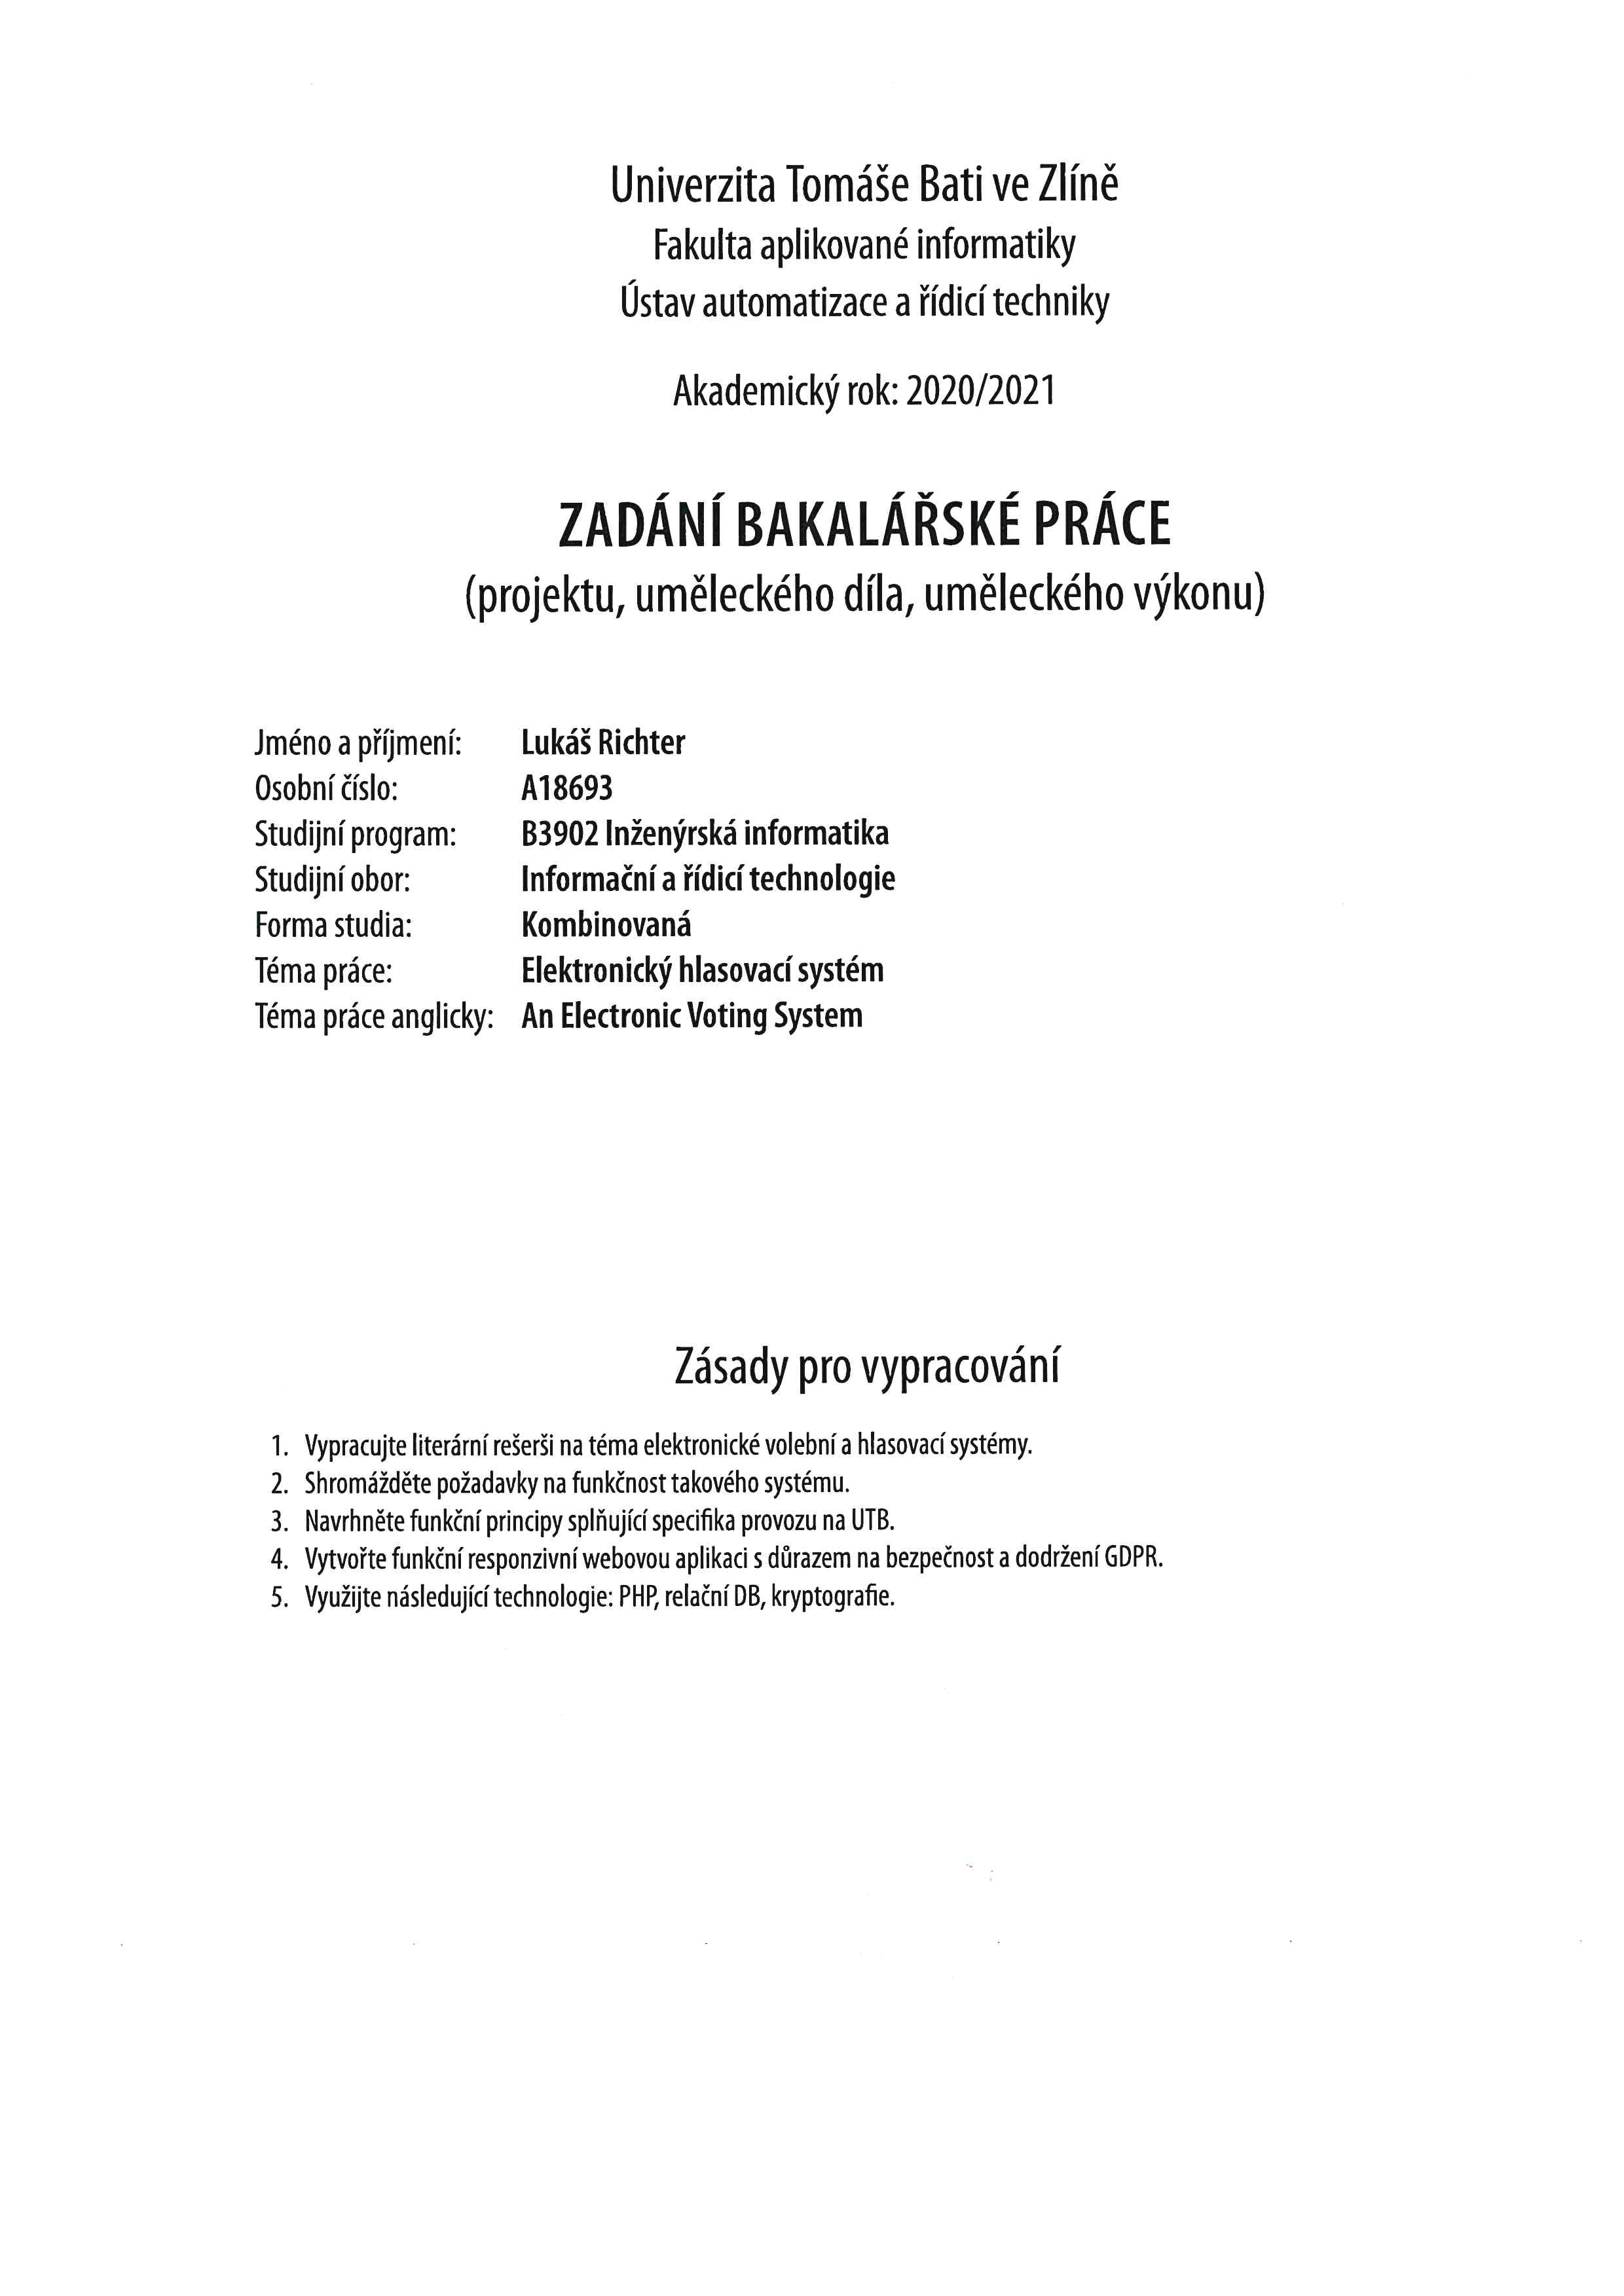 Univerzita Tomáše Bati ve Zlíně
Fakulta aplikované informatiky
Ústav automatizace a řídicí techniky
Akademický rok: 2020/2021
ZADÁNÍ BAKALÁŘSKÉ PRÁCE
(projektu, uměleckého díla, uměleckého výkonu)
Jméno a příjmení: Lukáš Richter
Osobní číslo: A18693
Studijní program: B3902 Inženýrská informatika
Studijní obor: Informační a řídicí technologie
Forma studia: Kombinovaná
Téma práce: Elektronický hlasovací systém
Téma práce anglicky: An Electronic Voting System
Zásady pro vypracování
1. Vypracujte literární rešerši na téma elektronické volební a hlasovací systémy.
2. Shromážděte požadavky na funkčnost takového systému.
3. Navrhněte funkční principy splňující specifika provozu na UTB.
4. Vytvořte funkční responzivní webovou aplikaci s důrazem na bezpečnost a dodržení GDPR.
5. Využijte následující technologie: PHP, relační DB, kryptografie.